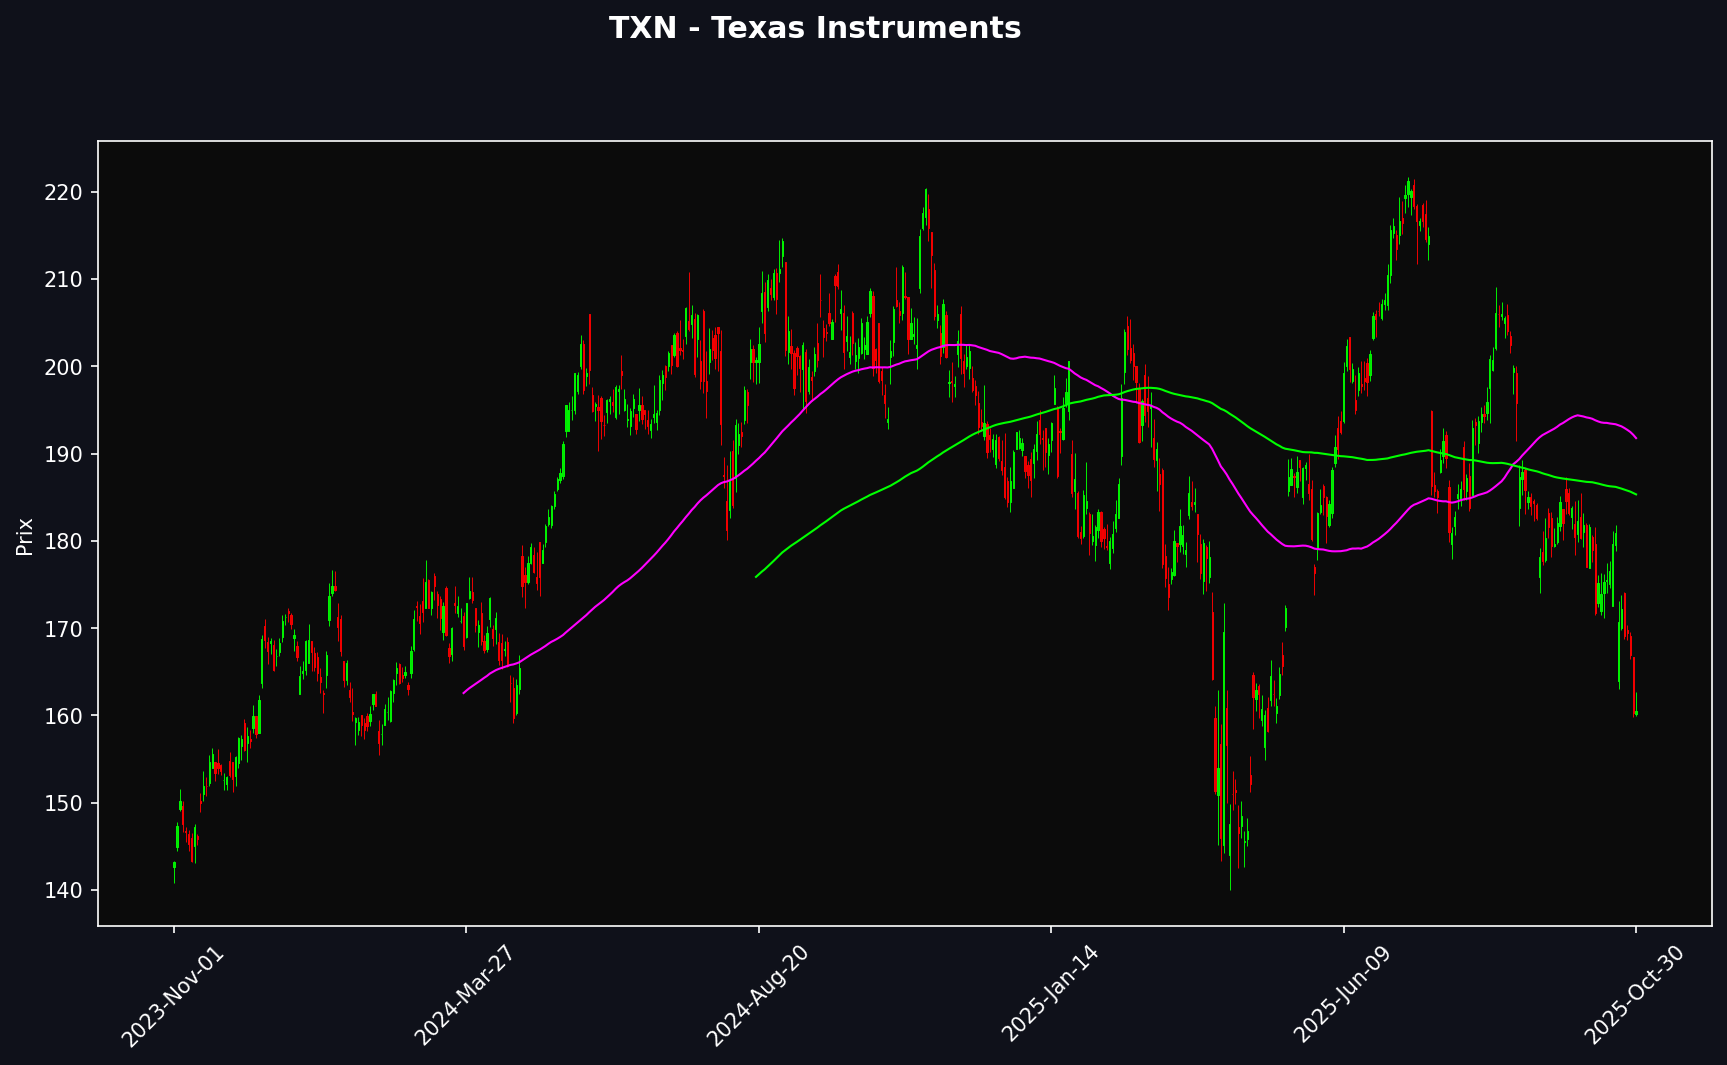 TXN - Texas Instruments
Prix
220
210
200
190
180
170
160
150
140
2023-Nov-01
2024-Mar-27
2024-Aug-20
2025-Jan-14
2025-Jun-09
2025-Oct-30